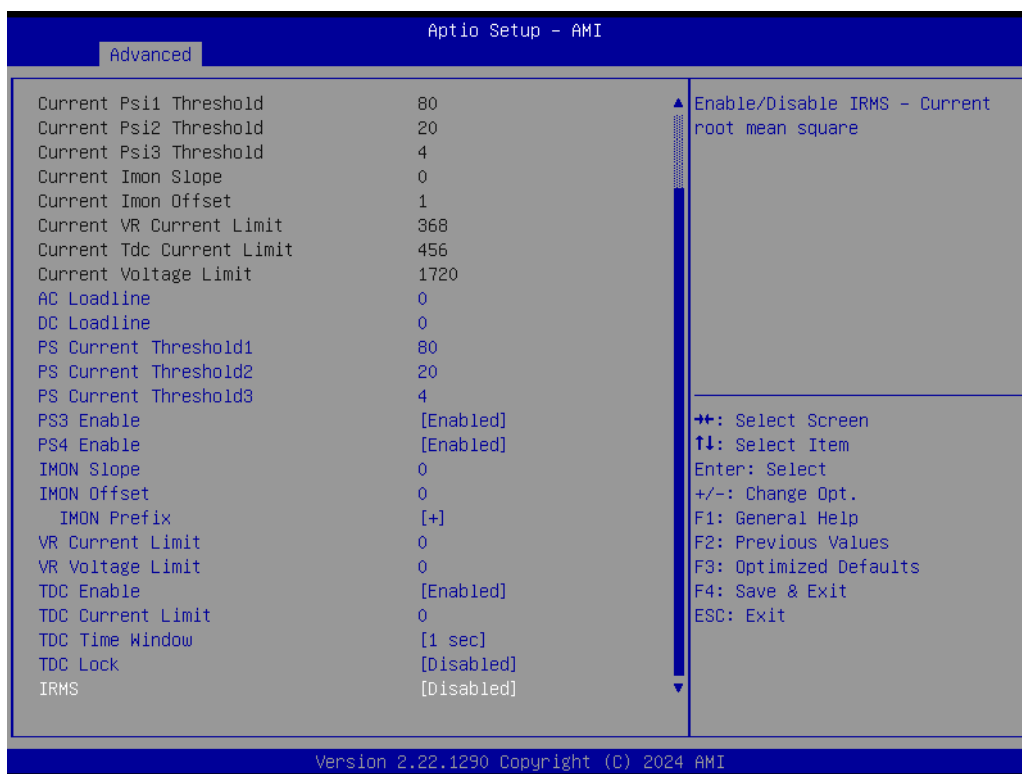 Aptio Setup - AMI
Advanced
Current Psi1 Threshold 80
Current Psi2 Threshold 20
Current Psi3 Threshold 4
Current Imon Slope 0
Current Imon Offset 1
Current VR Current Limit 368
Current Tdc Current Limit 456
Current Voltage Limit 1720
AC Loadline 0
DC Loadline 0
PS Current Threshold1 80
PS Current Threshold2 20
PS Current Threshold3 4
PS3 Enable [Enabled]
PS4 Enable [Enabled]
IMON Slope 0
IMON Offset 0
IMON Prefix [+]
VR Current Limit 0
VR Voltage Limit 0
TDC Enable [Enabled]
TDC Current Limit 0
TDC Time Window [1 sec]
TDC Lock [Disabled]
IRMS [Disabled]
Enable/Disable IRMS - Current
root mean square
→←: Select Screen
↑↓: Select Item
Enter: Select
+/-: Change Opt.
F1: General Help
F2: Previous Values
F3: Optimized Defaults
F4: Save & Exit
ESC: Exit
Version 2.22.1290 Copyright (C) 2024 AMI